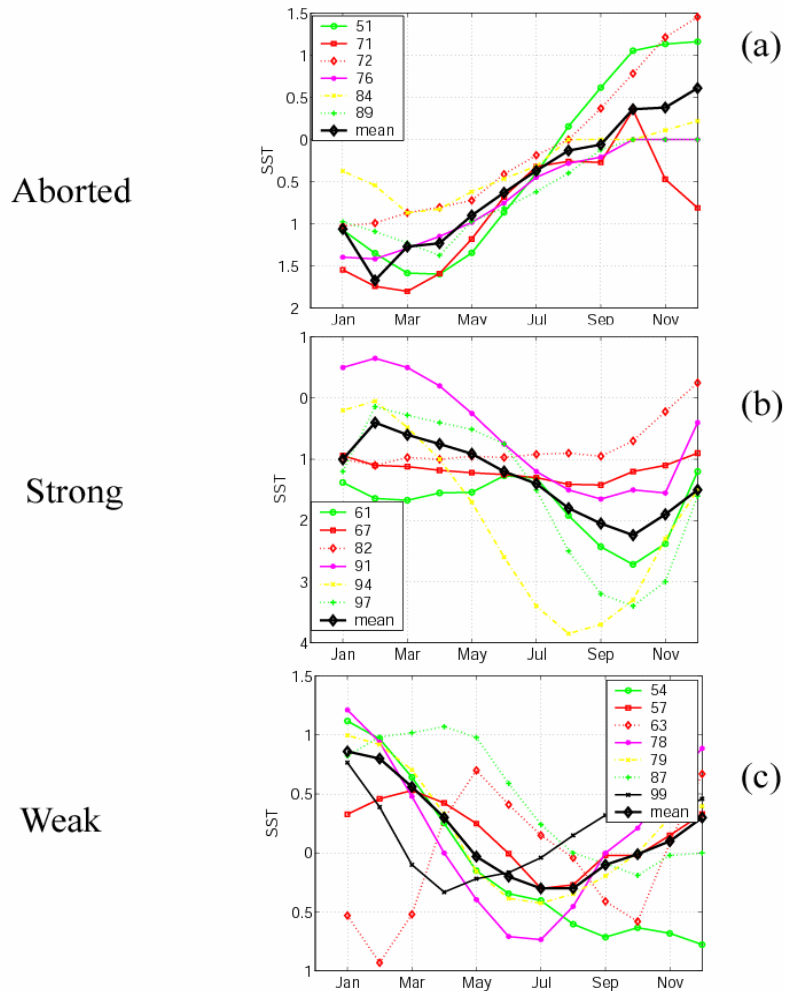 Aborted
(a)
SST
1.5
1
0.5
0
0.5
1
1.5
2
51
71
72
76
84
89
mean
Jan
Mar
May
Jul
Sep
Nov
Strong
(b)
SST
1
0
1
2
3
4
61
67
82
91
94
97
mean
Jan
Mar
May
Jul
Sep
Nov
Weak
(c)
SST
1.5
1
0.5
0
0.5
1
54
57
63
78
79
87
99
mean
Jan
Mar
May
Jul
Sep
Nov